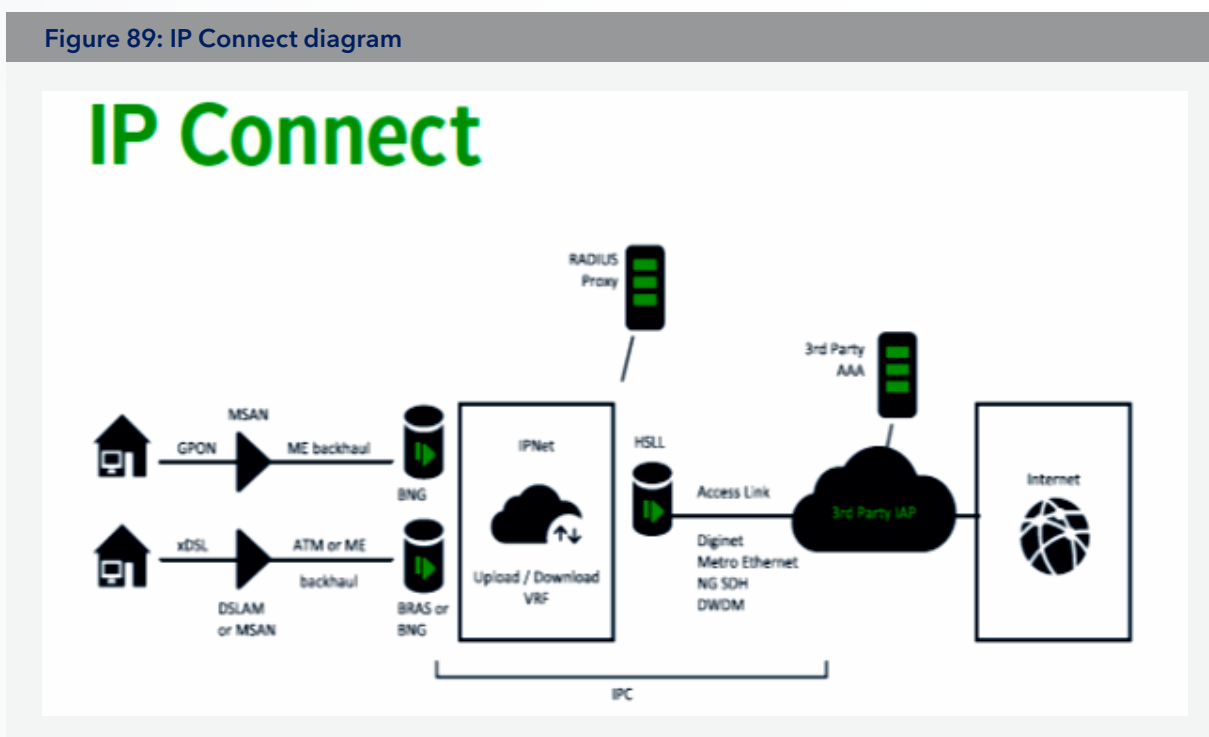 Figure 89: IP Connect diagram
IP Connect
RADIUS
Proxy
3rd Party
AAA
MSAN
GPON
ME backhaul
BNG
xDSL
ATM or ME
backhaul
DSLAM
or MSAN
BRAS or
BNG
IPNet
Upload / Download
VRF
HSLL
Access Link
Diginet
Metro Ethernet
NG SDH
DWDM
3rd Party IAP
Internet
IPC